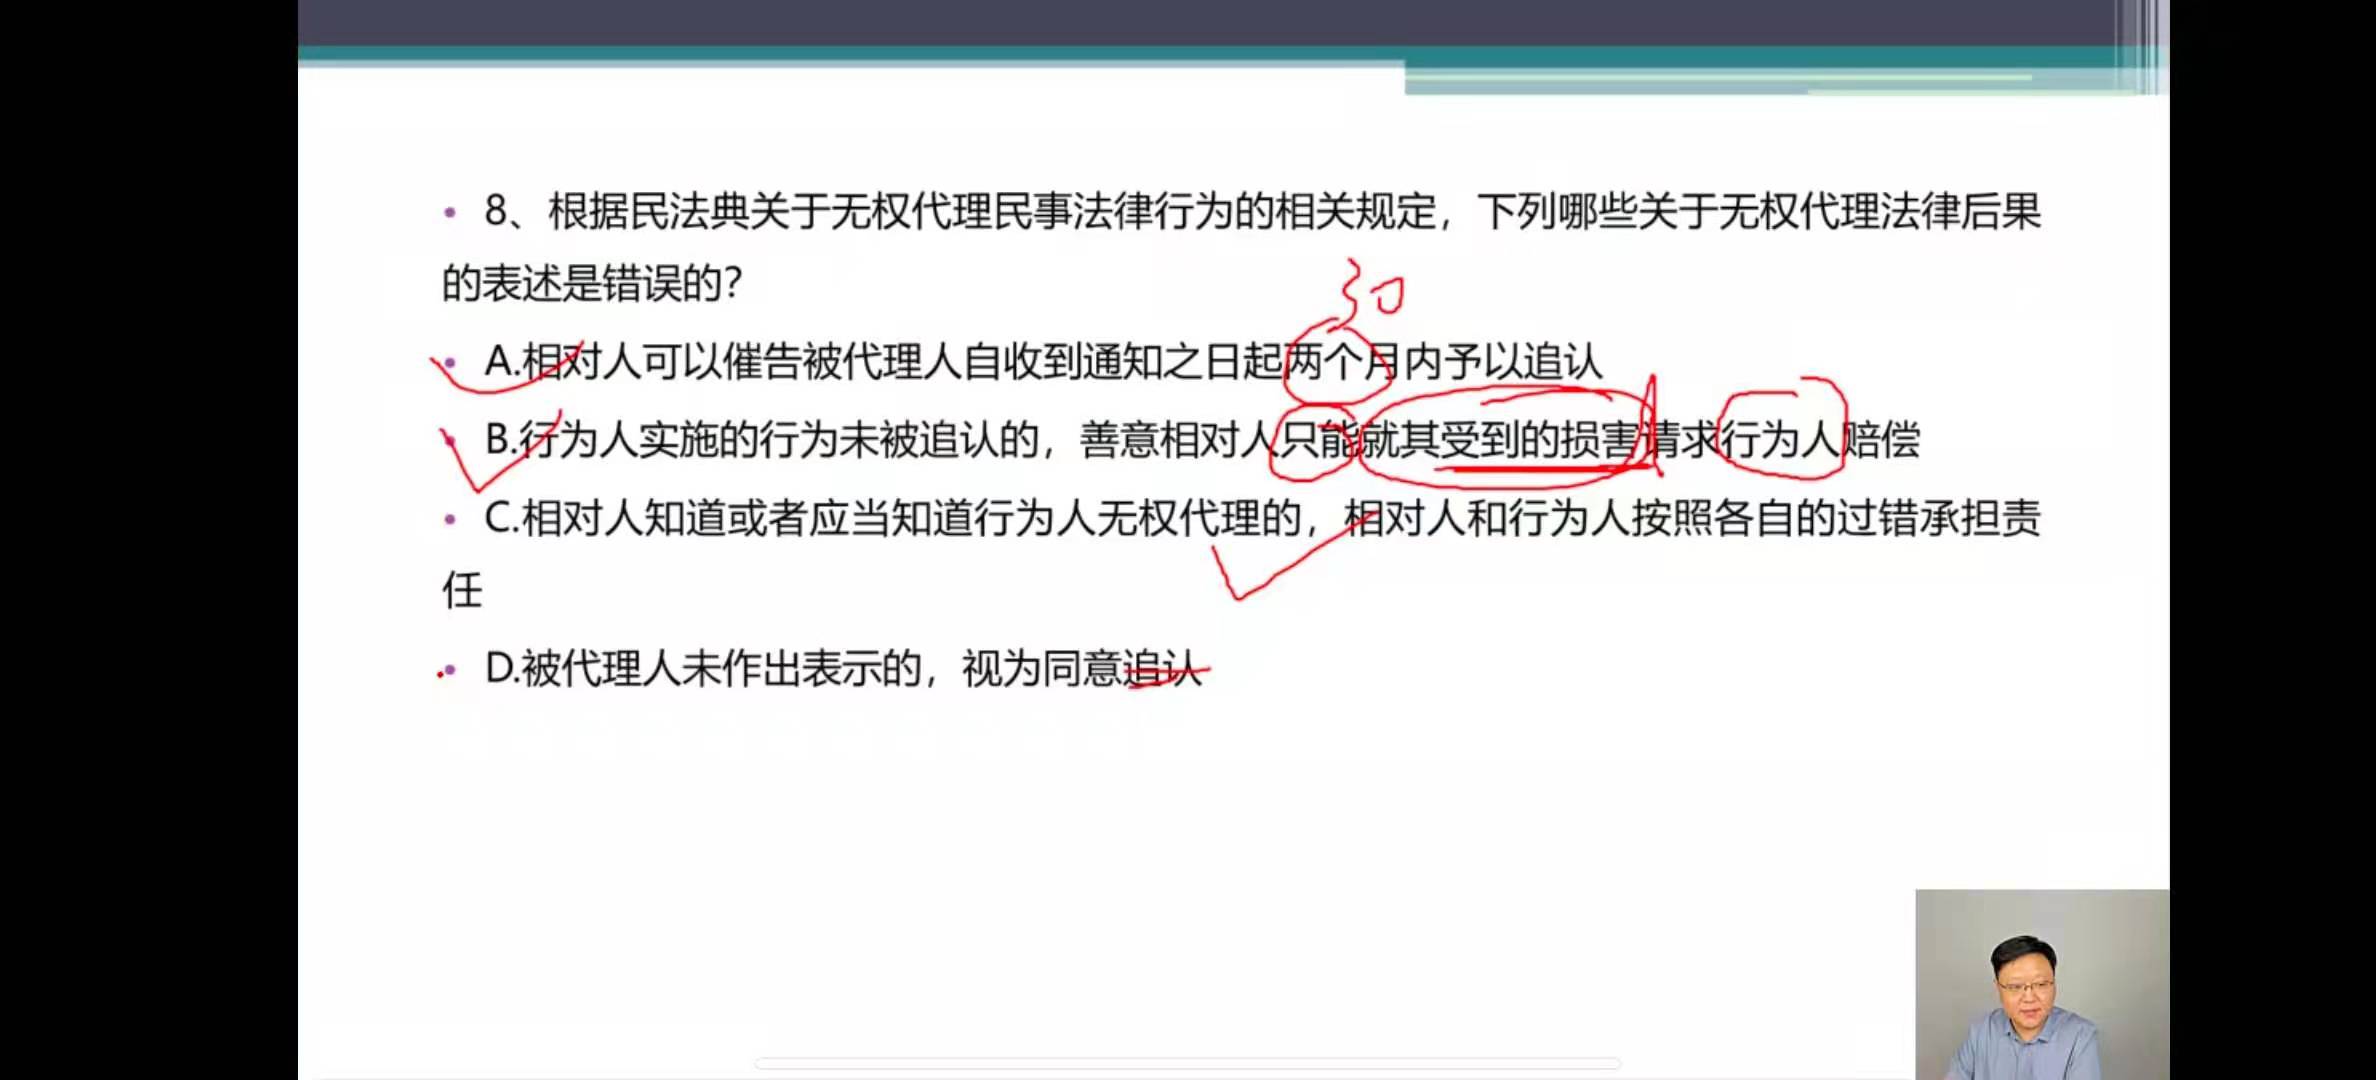 • 8、根据民法典关于无权代理民事法律行为的相关规定，下列哪些关于无权代理法律后果
的表述是错误的？
30
• A.相对人可以催告被代理人自收到通知之日起两个月内予以追认
• B.行为人实施的行为未被追认的，善意相对人只能就其受到的损害请求行为人赔偿
• C.相对人知道或者应当知道行为人无权代理的，相对人和行为人按照各自的过错承担责
任
• D.被代理人未作出表示的，视为同意追认